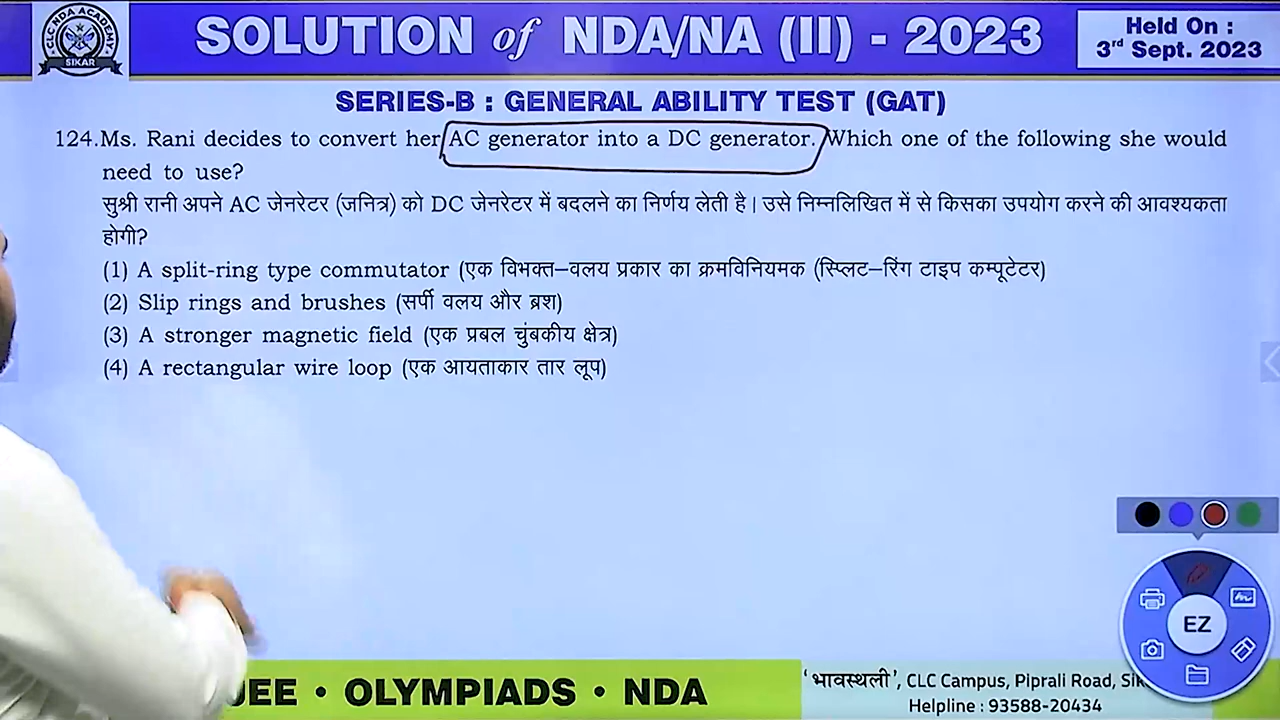 CLC NDA ACADEMY
SIKAR
SOLUTION of NDA/NA (II) - 2023
Held On :
3rd Sept. 2023
SERIES-B : GENERAL ABILITY TEST (GAT)
124.Ms. Rani decides to convert her AC generator into a DC generator. Which one of the following she would
need to use?
सुश्री रानी अपने AC जेनरेटर (जनित्र) को DC जेनरेटर में बदलने का निर्णय लेती है। उसे निम्नलिखित में से किसका उपयोग करने की आवश्यकता
होगी?
(1) A split-ring type commutator (एक विभक्त–वलय प्रकार का क्रमविनियमक (स्प्लिट–रिंग टाइप कम्यूटेटर)
(2) Slip rings and brushes (सर्पी वलय और ब्रश)
(3) A stronger magnetic field (एक प्रबल चुंबकीय क्षेत्र)
(4) A rectangular wire loop (एक आयताकार तार लूप)
EZ
JEE • OLYMPIADS • NDA
‘भावस्थली’, CLC Campus, Piprali Road,
Helpline : 93588-20434